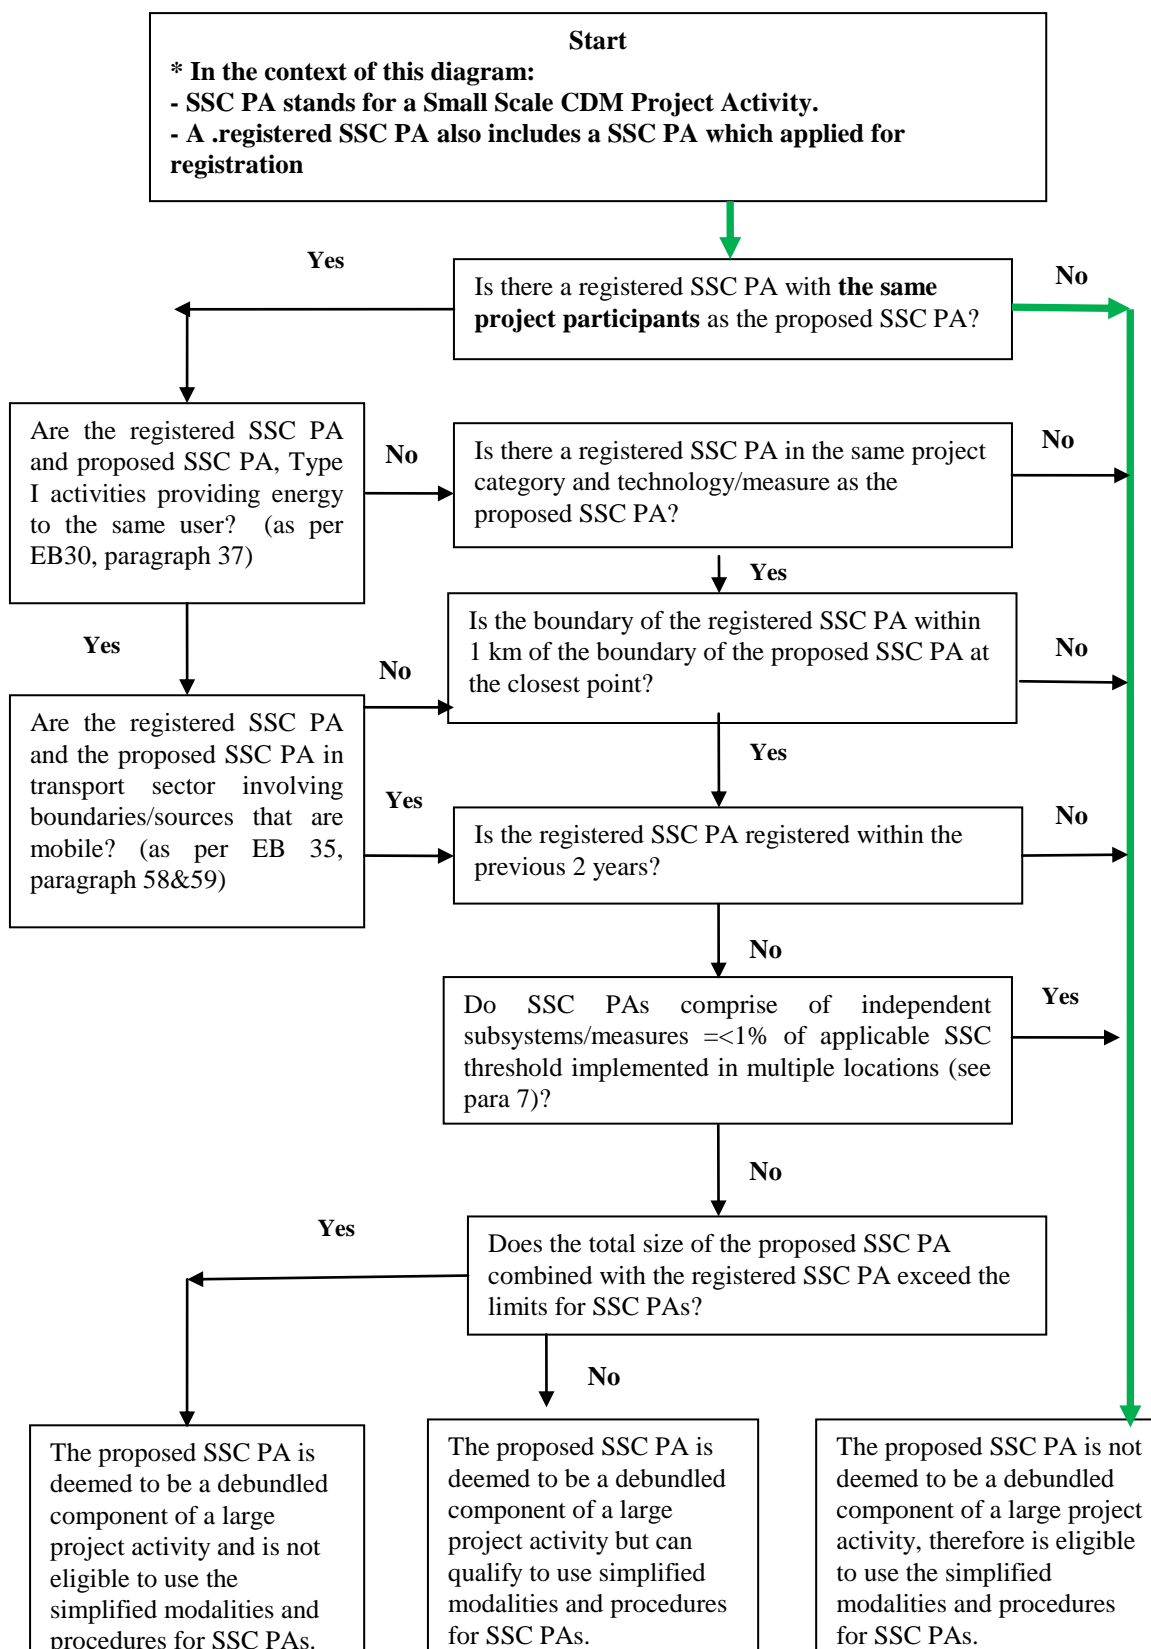 Start
* In the context of this diagram:
- SSC PA stands for a Small Scale CDM Project Activity.
- A .registered SSC PA also includes a SSC PA which applied for
registration
Yes
Is there a registered SSC PA with the same
project participants as the proposed SSC PA?
No
Are the registered SSC PA
and proposed SSC PA, Type
I activities providing energy
to the same user? (as per
EB30, paragraph 37)
No
Is there a registered SSC PA in the same project
category and technology/measure as the
proposed SSC PA?
No
Yes
Yes
Is the boundary of the registered SSC PA within
1 km of the boundary of the proposed SSC PA at
the closest point?
No
No
Are the registered SSC PA
and the proposed SSC PA in
transport sector involving
boundaries/sources that are
mobile? (as per EB 35,
paragraph 58&59)
Yes
Yes
Is the registered SSC PA registered within the
previous 2 years?
No
No
Do SSC PAs comprise of independent
subsystems/measures =<1% of applicable SSC
threshold implemented in multiple locations (see
para 7)?
Yes
No
Yes
Does the total size of the proposed SSC PA
combined with the registered SSC PA exceed the
limits for SSC PAs?
No
The proposed SSC PA is
deemed to be a debundled
component of a large
project activity and is not
eligible to use the
simplified modalities and
procedures for SSC PAs.
The proposed SSC PA is
deemed to be a debundled
component of a large
project activity but can
qualify to use simplified
modalities and procedures
for SSC PAs.
The proposed SSC PA is not
deemed to be a debundled
component of a large project
activity, therefore is eligible
to use the simplified
modalities and procedures
for SSC PAs.